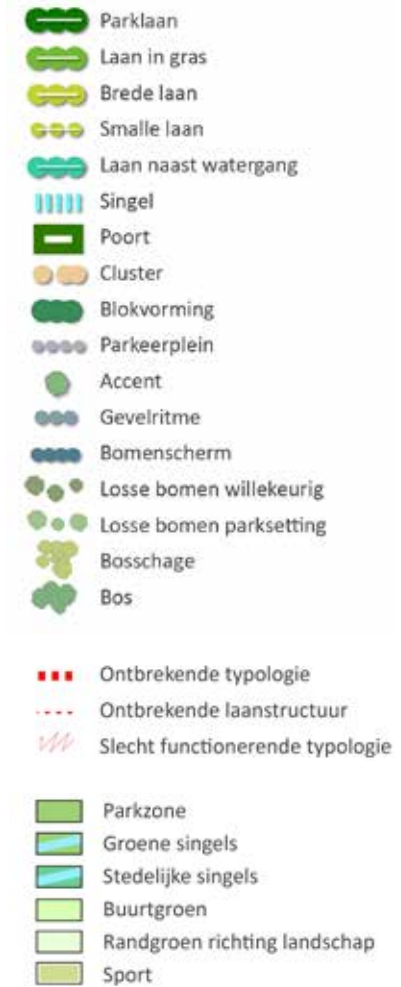 Parklaan
Laan in gras
Brede laan
Smalle laan
Laan naast watergang
Singel
Poort
Cluster
Blokvorming
Parkeerplein
Accent
Gevelritme
Bomenscherm
Losse bomen willekeurig
Losse bomen parksetting
Bosschage
Bos
Ontbrekende typologie
Ontbrekende laanstructuur
Slecht functionerende typologie
Parkzone
Groene singels
Stedelijke singels
Buurtgroen
Randgroen richting landschap
Sport